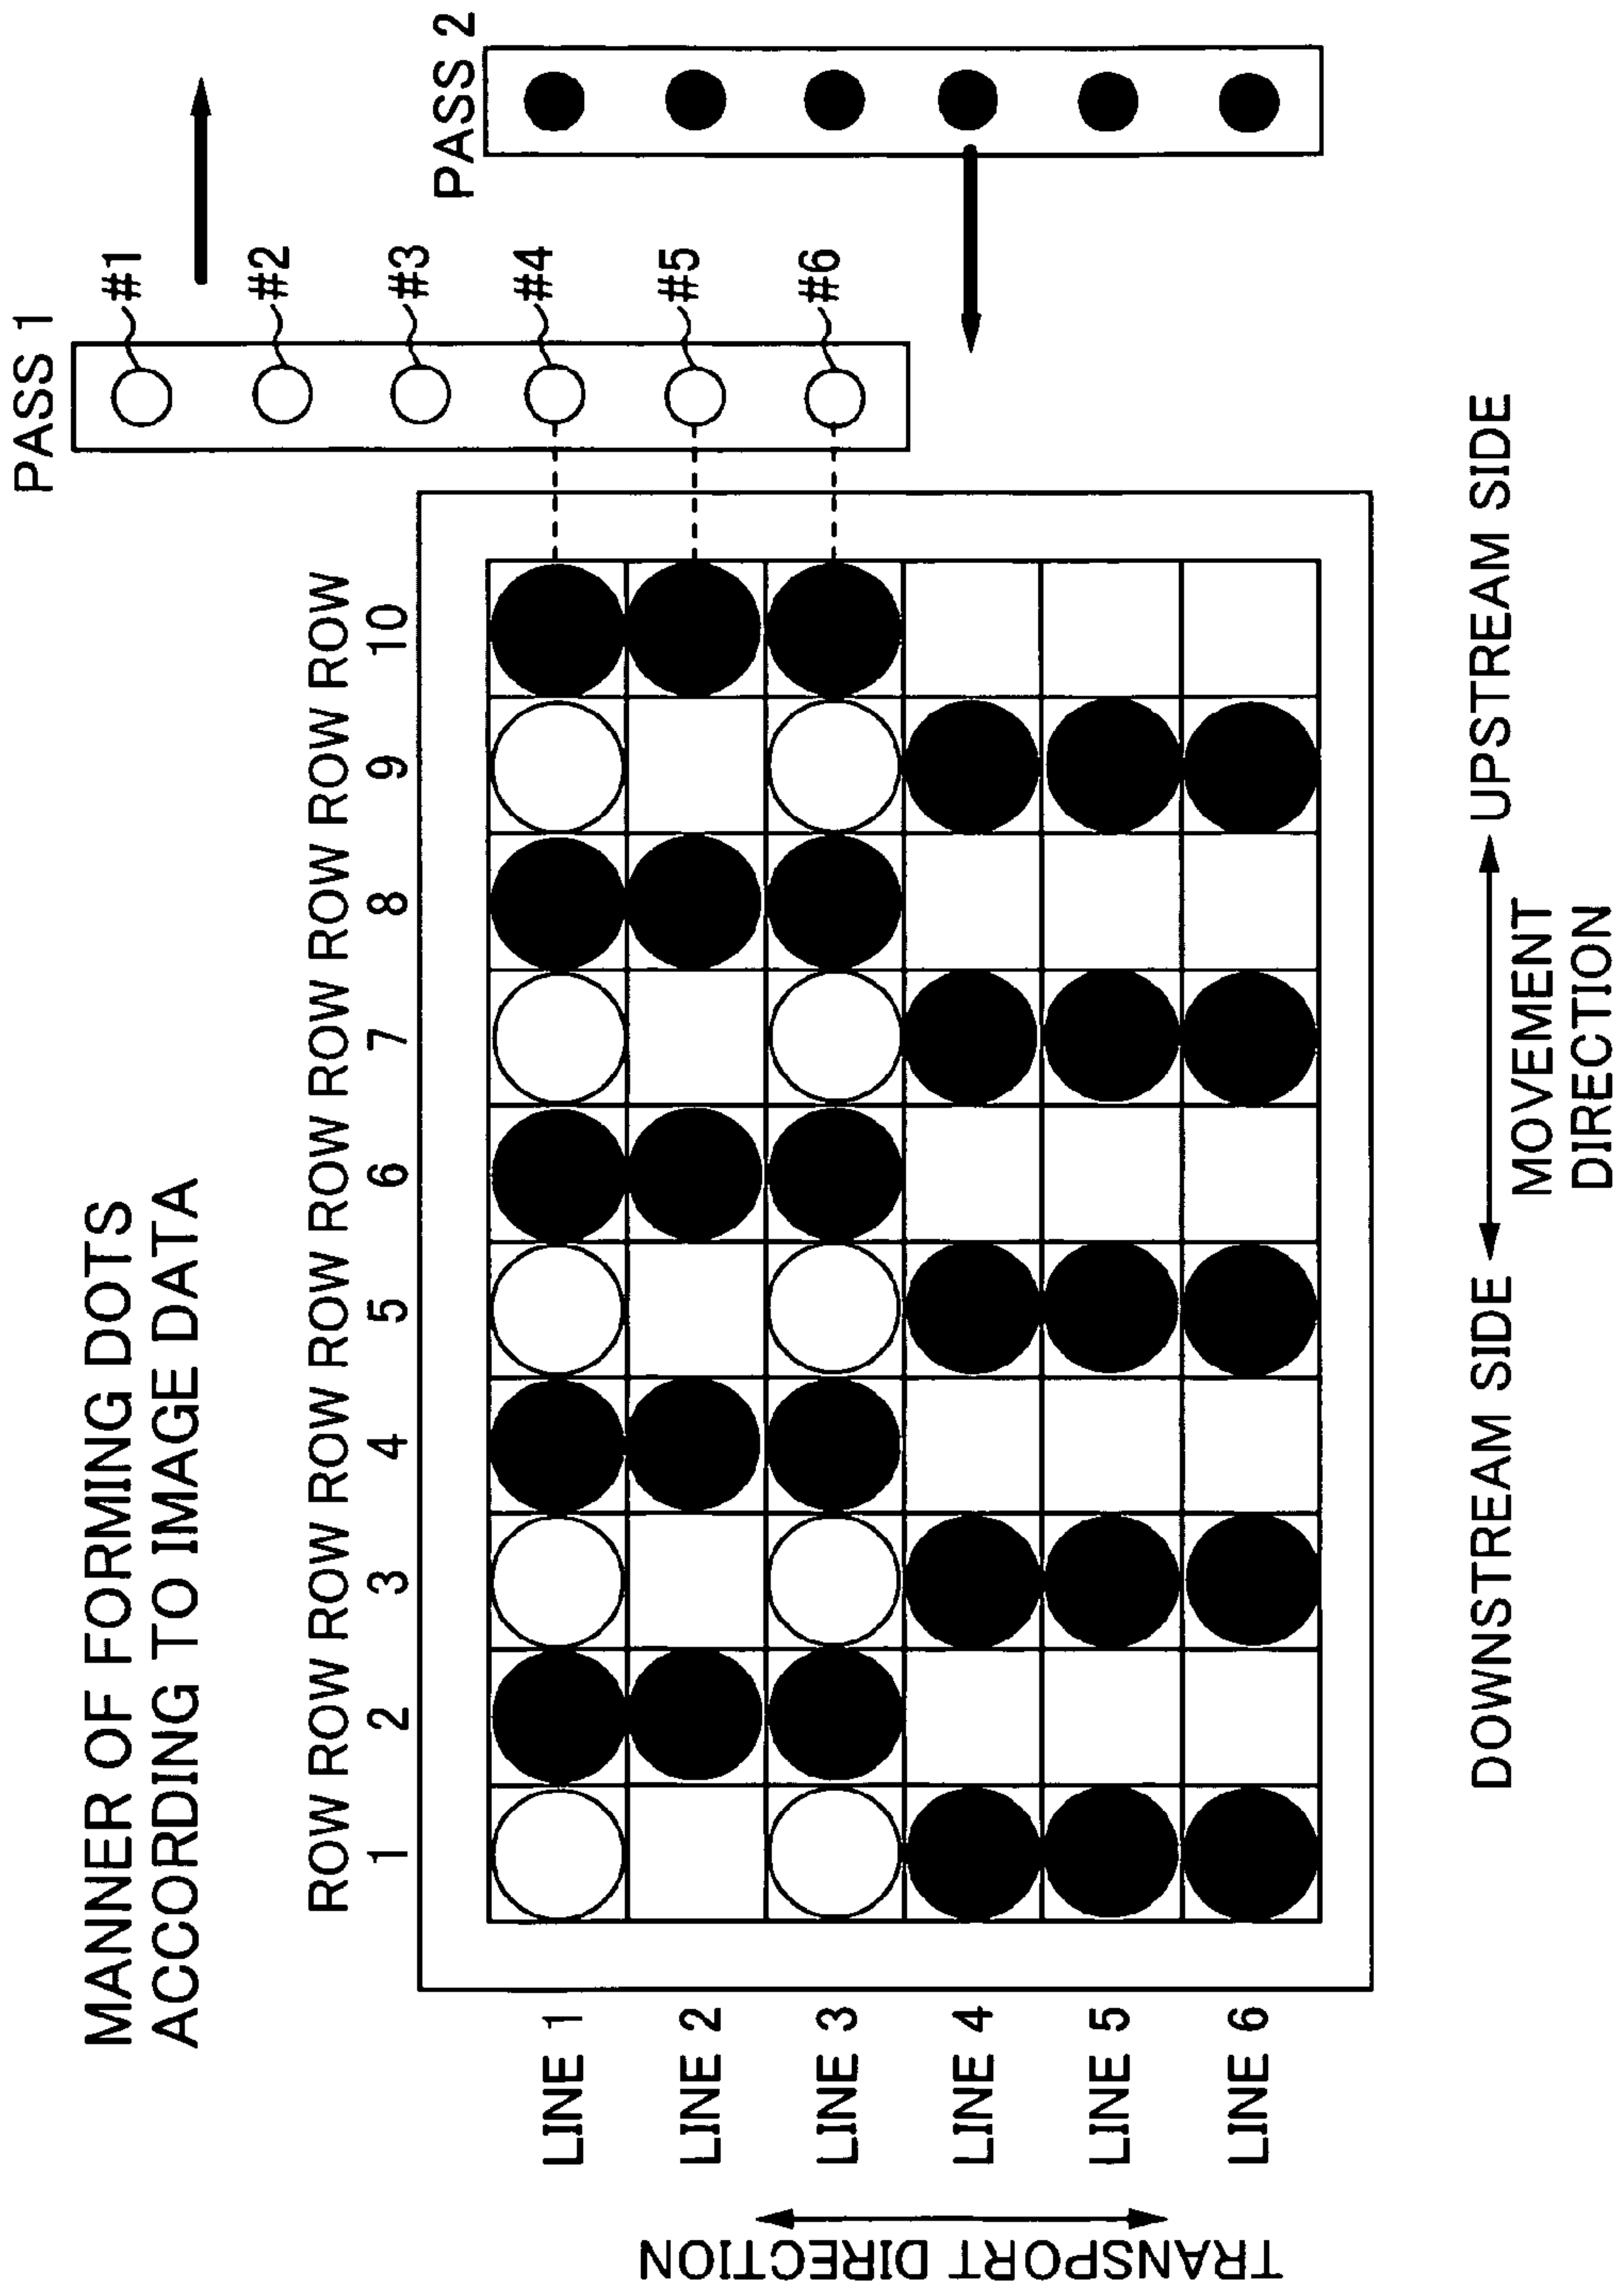 MANNER OF FORMING DOTS
ACCORDING TO IMAGE DATA
PASS 1
#1
#2
#3
#4
#5
#6
PASS 2
ROW ROW ROW ROW ROW ROW ROW ROW ROW ROW
1 2 3 4 5 6 7 8 9 10
LINE 1
LINE 2
LINE 3
LINE 4
LINE 5
LINE 6
TRANSPORT DIRECTION
DOWNSTREAM SIDE
UPSTREAM SIDE
MOVEMENT
DIRECTION